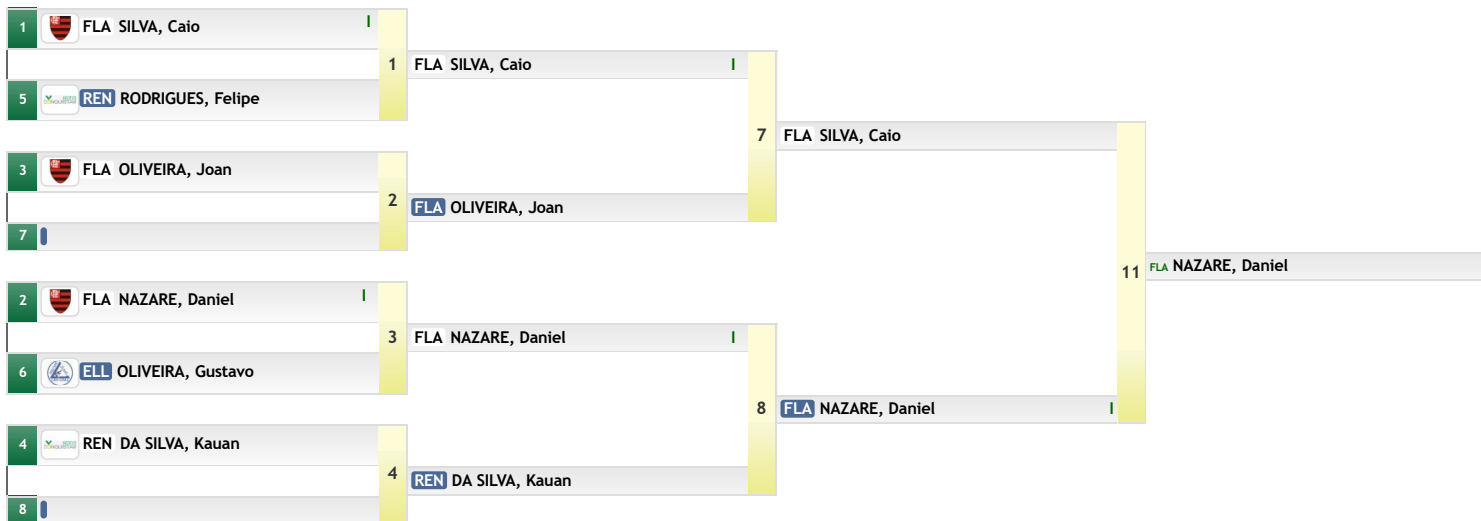 1 FLA SILVA, Caio I
1 FLA SILVA, Caio I
5 REN RODRIGUES, Felipe
7 FLA SILVA, Caio
3 FLA OLIVEIRA, Joan
2 FLA OLIVEIRA, Joan
7
11 FLA NAZARE, Daniel
2 FLA NAZARE, Daniel I
3 FLA NAZARE, Daniel I
6 ELL OLIVEIRA, Gustavo
8 FLA NAZARE, Daniel I
4 REN DA SILVA, Kauan
4 REN DA SILVA, Kauan
8